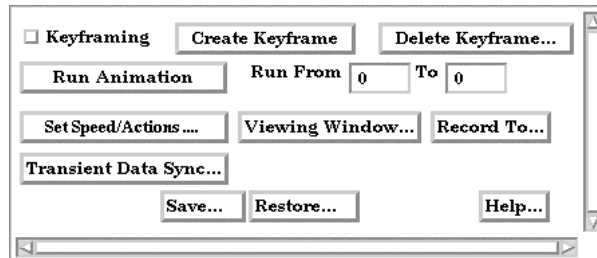 Keyframing Create Keyframe Delete Keyframe...
Run Animation Run From 0 To 0
Set Speed/Actions .... Viewing Window... Record To...
Transient Data Sync...
Save... Restore... Help...